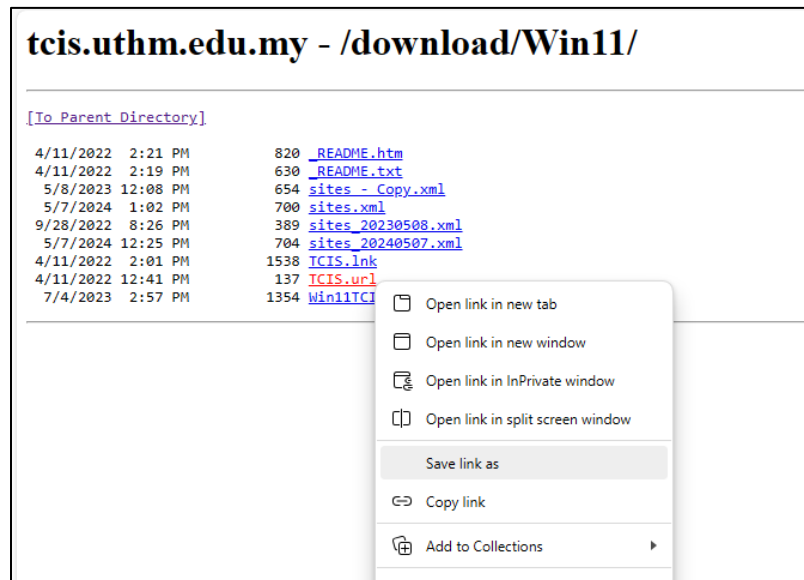 tcis.uthm.edu.my - /download/Win11/
[To Parent Directory]
4/11/2022 2:21 PM 820 _README.htm
4/11/2022 2:19 PM 630 _README.txt
5/8/2023 12:08 PM 654 sites - Copy.xml
5/7/2024 1:02 PM 700 sites.xml
9/28/2022 8:26 PM 389 sites_20230508.xml
5/7/2024 12:25 PM 704 sites_20240507.xml
4/11/2022 2:01 PM 1538 TCIS.lnk
4/11/2022 12:41 PM 137 TCIS.url
7/4/2023 2:57 PM 1354 Win11TCI
Open link in new tab
Open link in new window
Open link in InPrivate window
Open link in split screen window
Save link as
Copy link
Add to Collections